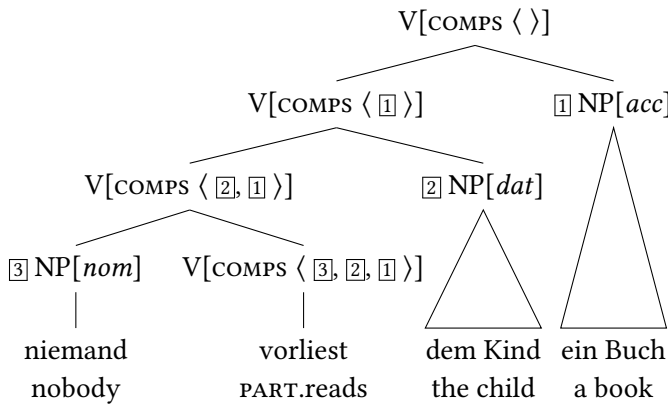 V[COMPS ⟨ ⟩]
V[COMPS ⟨ 1 ⟩] 1 NP[acc]
V[COMPS ⟨ 2, 1 ⟩] 2 NP[dat]
3 NP[nom] V[COMPS ⟨ 3, 2, 1 ⟩]
niemand vorliest dem Kind ein Buch
nobody PART.reads the child a book